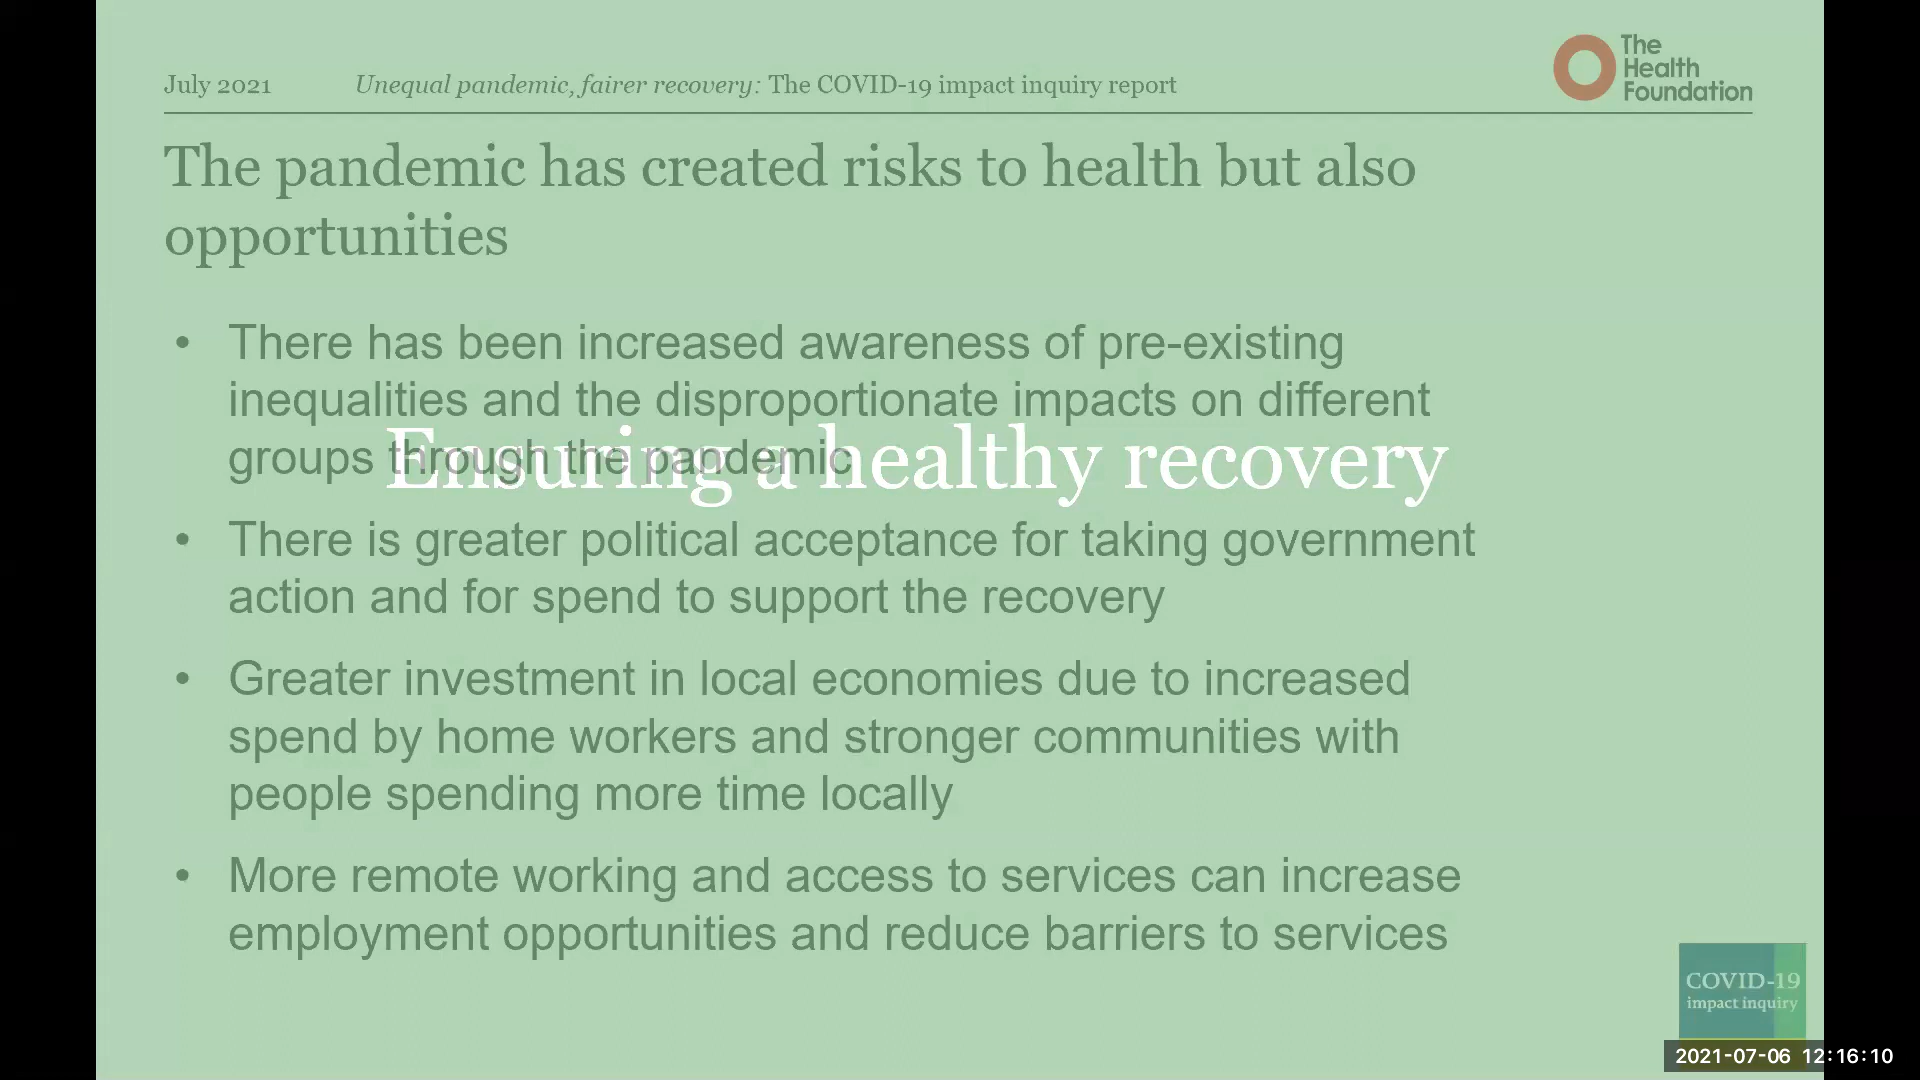 July 2021 Unequal pandemic, fairer recovery: The COVID-19 impact inquiry report
The
Health
Foundation
The pandemic has created risks to health but also
opportunities
• There has been increased awareness of pre-existing
inequalities and the disproportionate impacts on different
groups through the pandemic
Ensuring a healthy recovery
• There is greater political acceptance for taking government
action and for spend to support the recovery
• Greater investment in local economies due to increased
spend by home workers and stronger communities with
people spending more time locally
• More remote working and access to services can increase
employment opportunities and reduce barriers to services
COVID-19
impact inquiry
2021-07-06 12:16:10